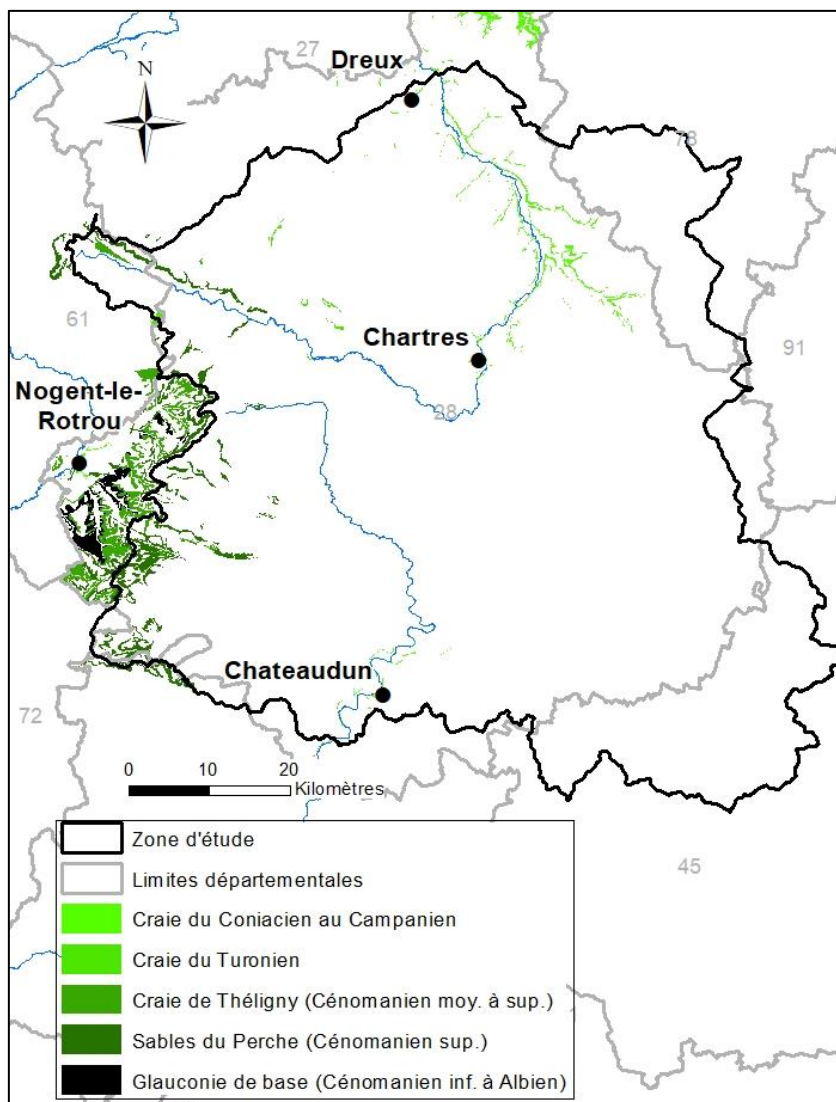 27
Dreux
N
78
61
Chartres
91
Nogent-le-
Rotrou
28
Chateaudun
72
0 10 20
Kilomètres
45
Zone d'étude
Limites départementales
Craie du Coniacien au Campanien
Craie du Turonien
Craie de Théligny (Cénomanien moy. à sup.)
Sables du Perche (Cénomanien sup.)
Glauconie de base (Cénomanien inf. à Albien)